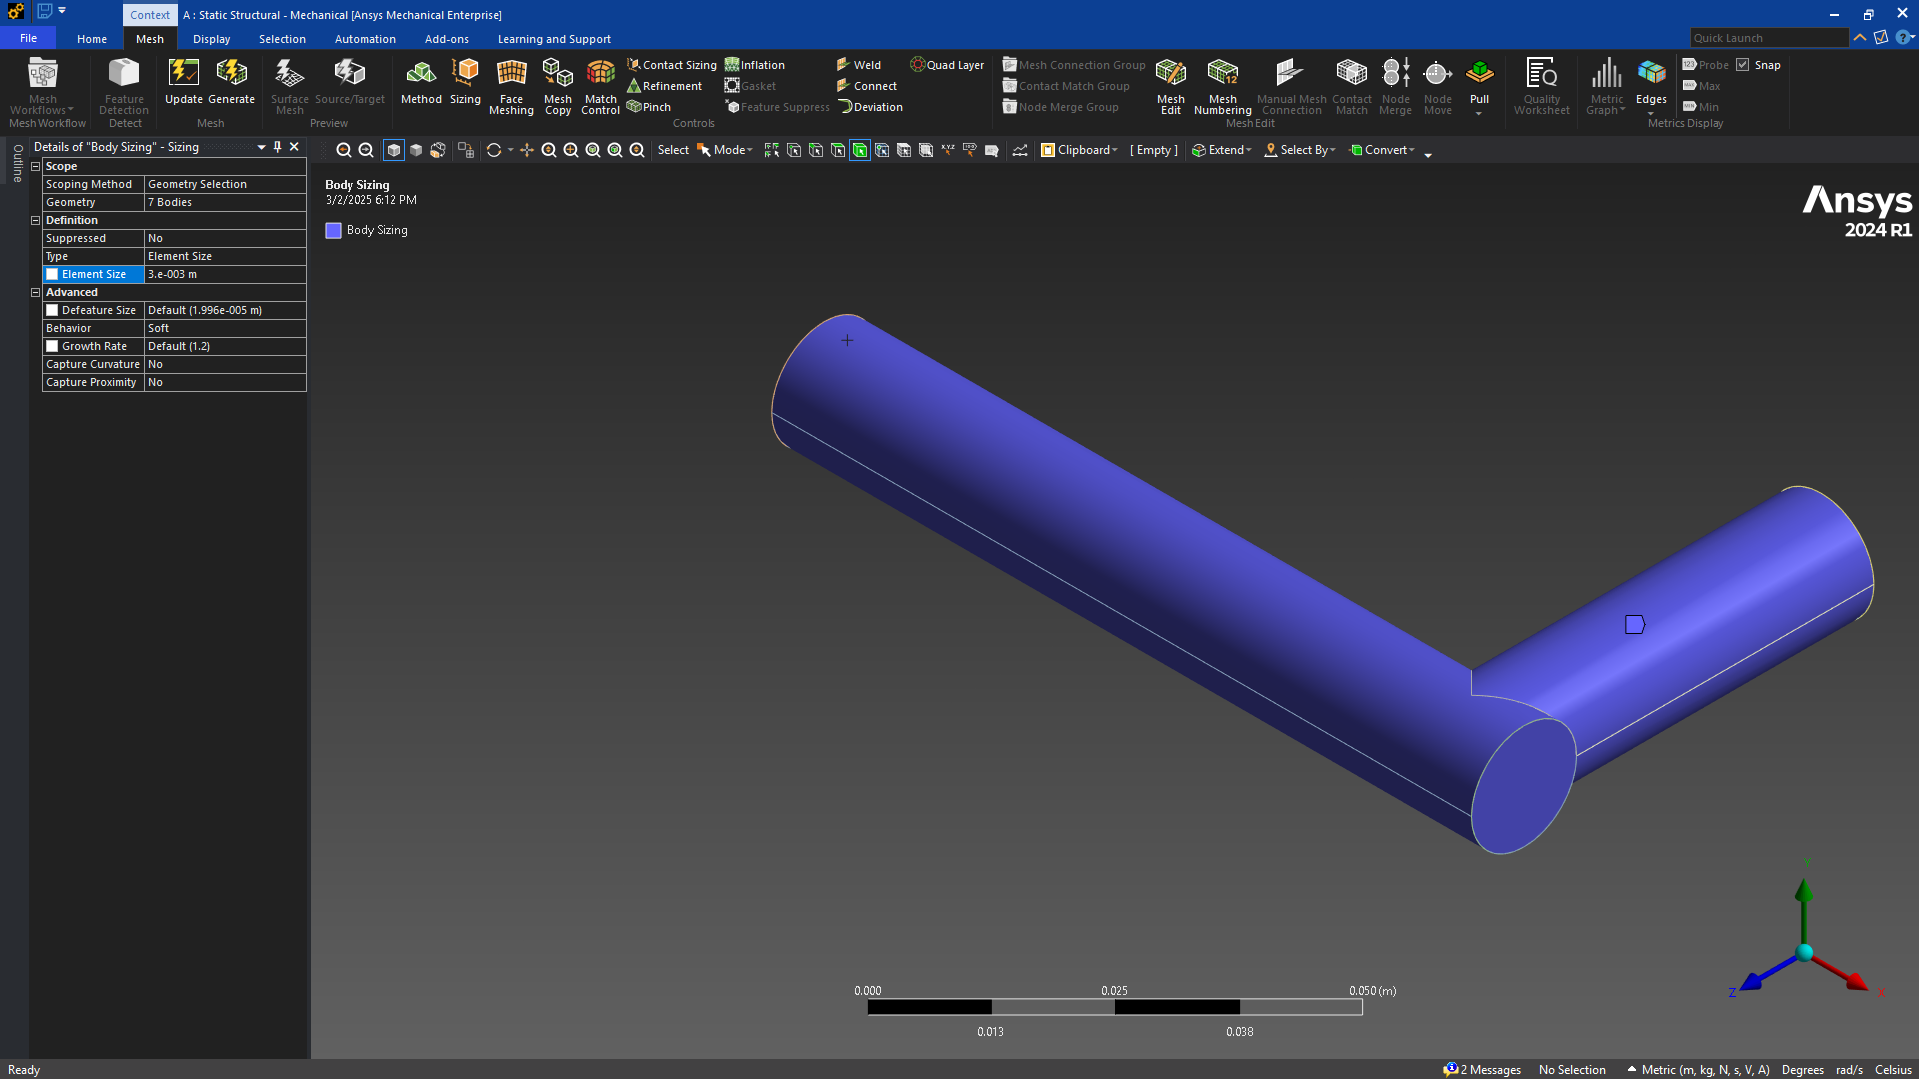 Context
A : Static Structural - Mechanical [Ansys Mechanical Enterprise]
File Home Mesh Display Selection Automation Add-ons Learning and Support
Quick Launch
Mesh Workflows
Mesh Workflow
Feature Detection
Detect
Update Generate
Mesh
Surface Mesh Source/Target
Preview
Method Sizing Face Meshing Mesh Copy Match Control
Contact Sizing
Refinement
Pinch
Inflation
Gasket
Feature Suppress
Weld
Connect
Deviation
Quad Layer
Controls
Mesh Connection Group
Contact Match Group
Node Merge Group
Mesh Edit Mesh Numbering Manual Mesh Connection Contact Match Node Merge Node Move Pull
Mesh Edit
Quality Worksheet
Metric Graph Edges
Probe
Max
Min
Snap
Metrics Display
Outline
Details of "Body Sizing" - Sizing
Select Mode Clipboard [ Empty ] Extend Select By Convert
Scope
Scoping Method Geometry Selection
Geometry 7 Bodies
Definition
Suppressed No
Type Element Size
Element Size 3.e-003 m
Advanced
Defeature Size Default (1.996e-005 m)
Behavior Soft
Growth Rate Default (1.2)
Capture Curvature No
Capture Proximity No
Body Sizing
3/2/2025 6:12 PM
Body Sizing
Ansys
2024 R1
Y
Z
X
0.000 0.025 0.050 (m)
0.013 0.038
Ready
2 Messages No Selection Metric (m, kg, N, s, V, A) Degrees rad/s Celsius